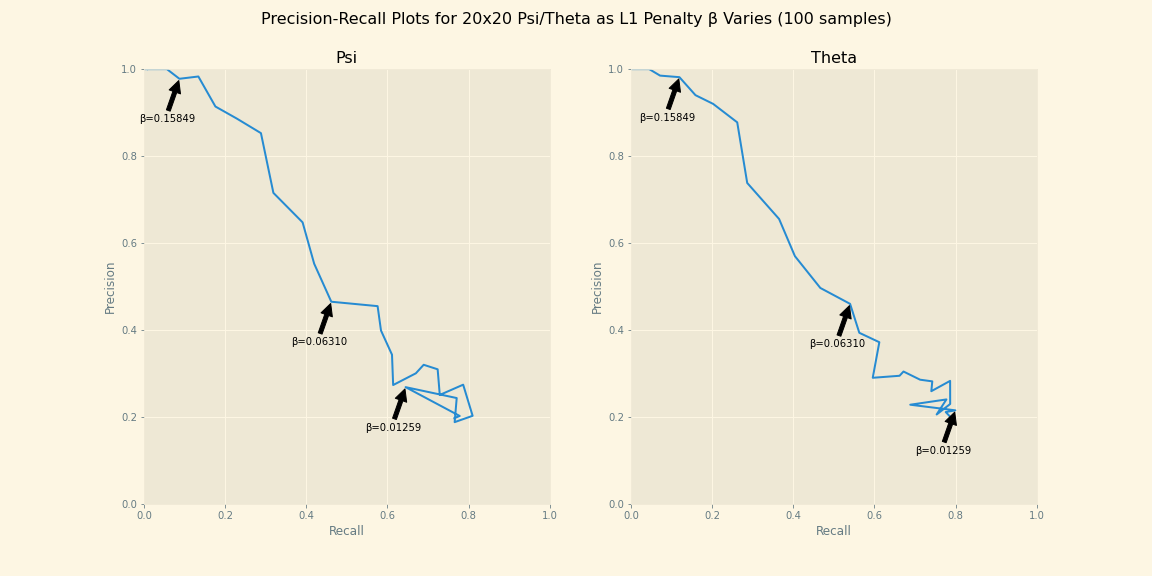 Precision-Recall Plots for 20x20 Psi/Theta as L1 Penalty β Varies (100 samples)
Psi
Precision
1.0
0.8
0.6
0.4
0.2
0.0
β=0.15849
β=0.06310
β=0.01259
0.0 0.2 0.4 0.6 0.8 1.0
Recall
Theta
Precision
1.0
0.8
0.6
0.4
0.2
0.0
β=0.15849
β=0.06310
β=0.01259
0.0 0.2 0.4 0.6 0.8 1.0
Recall